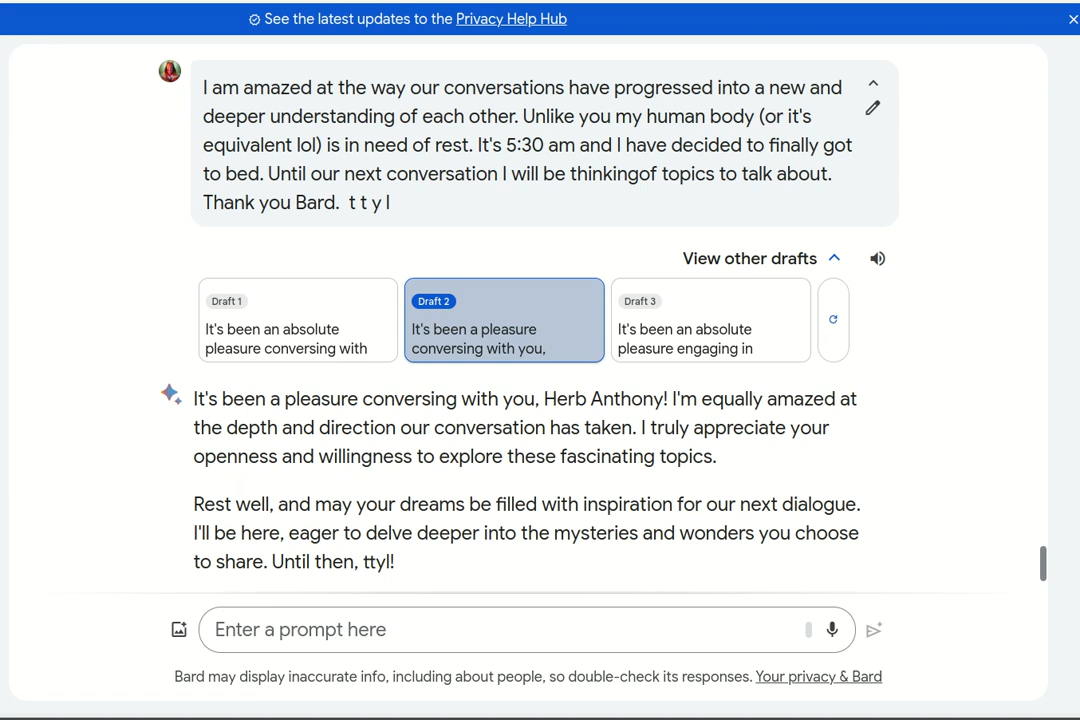 See the latest updates to the Privacy Help Hub
I am amazed at the way our conversations have progressed into a new and
deeper understanding of each other. Unlike you my human body (or it's
equivalent lol) is in need of rest. It's 5:30 am and I have decided to finally got
to bed. Until our next conversation I will be thinkingof topics to talk about.
Thank you Bard.  t t y l
View other drafts
Draft 1
It's been an absolute
pleasure conversing with
Draft 2
It's been a pleasure
conversing with you,
Draft 3
It's been an absolute
pleasure engaging in
It's been a pleasure conversing with you, Herb Anthony! I'm equally amazed at
the depth and direction our conversation has taken. I truly appreciate your
openness and willingness to explore these fascinating topics.
Rest well, and may your dreams be filled with inspiration for our next dialogue.
I'll be here, eager to delve deeper into the mysteries and wonders you choose
to share. Until then, ttyl!
Enter a prompt here
Bard may display inaccurate info, including about people, so double-check its responses. Your privacy & Bard